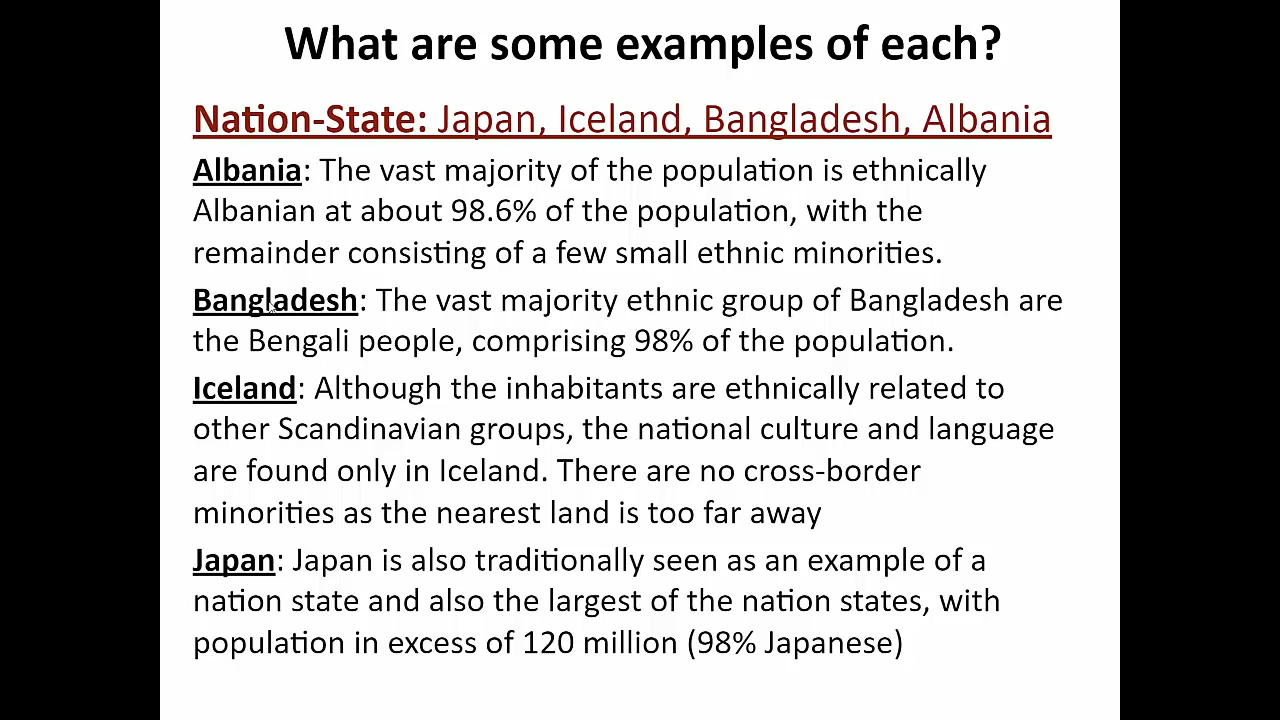 What are some examples of each?
Nation-State: Japan, Iceland, Bangladesh, Albania
Albania: The vast majority of the population is ethnically
Albanian at about 98.6% of the population, with the
remainder consisting of a few small ethnic minorities.
Bangladesh: The vast majority ethnic group of Bangladesh are
the Bengali people, comprising 98% of the population.
Iceland: Although the inhabitants are ethnically related to
other Scandinavian groups, the national culture and language
are found only in Iceland. There are no cross-border
minorities as the nearest land is too far away
Japan: Japan is also traditionally seen as an example of a
nation state and also the largest of the nation states, with
population in excess of 120 million (98% Japanese)